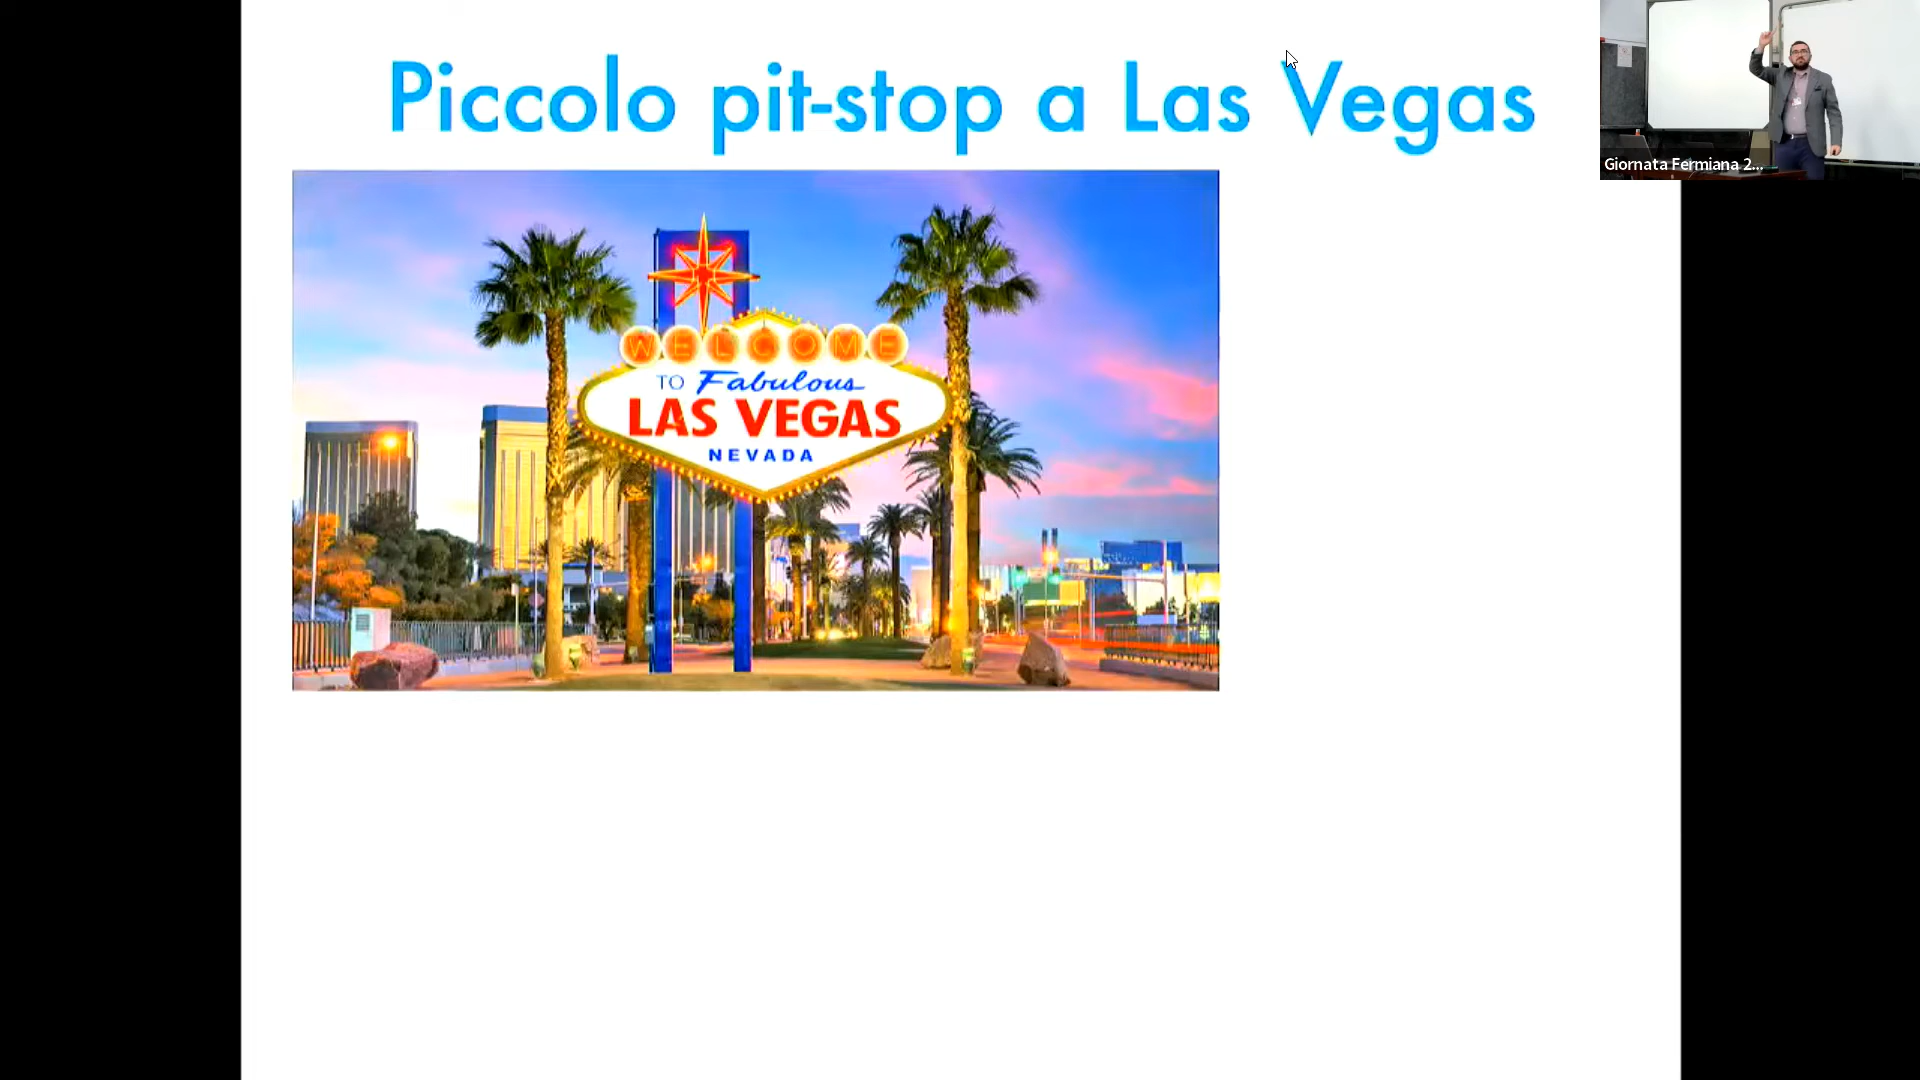 Piccolo pit-stop a Las Vegas
WELCOME
TO Fabulous
LAS VEGAS
NEVADA
Giornata Fermiana 2...